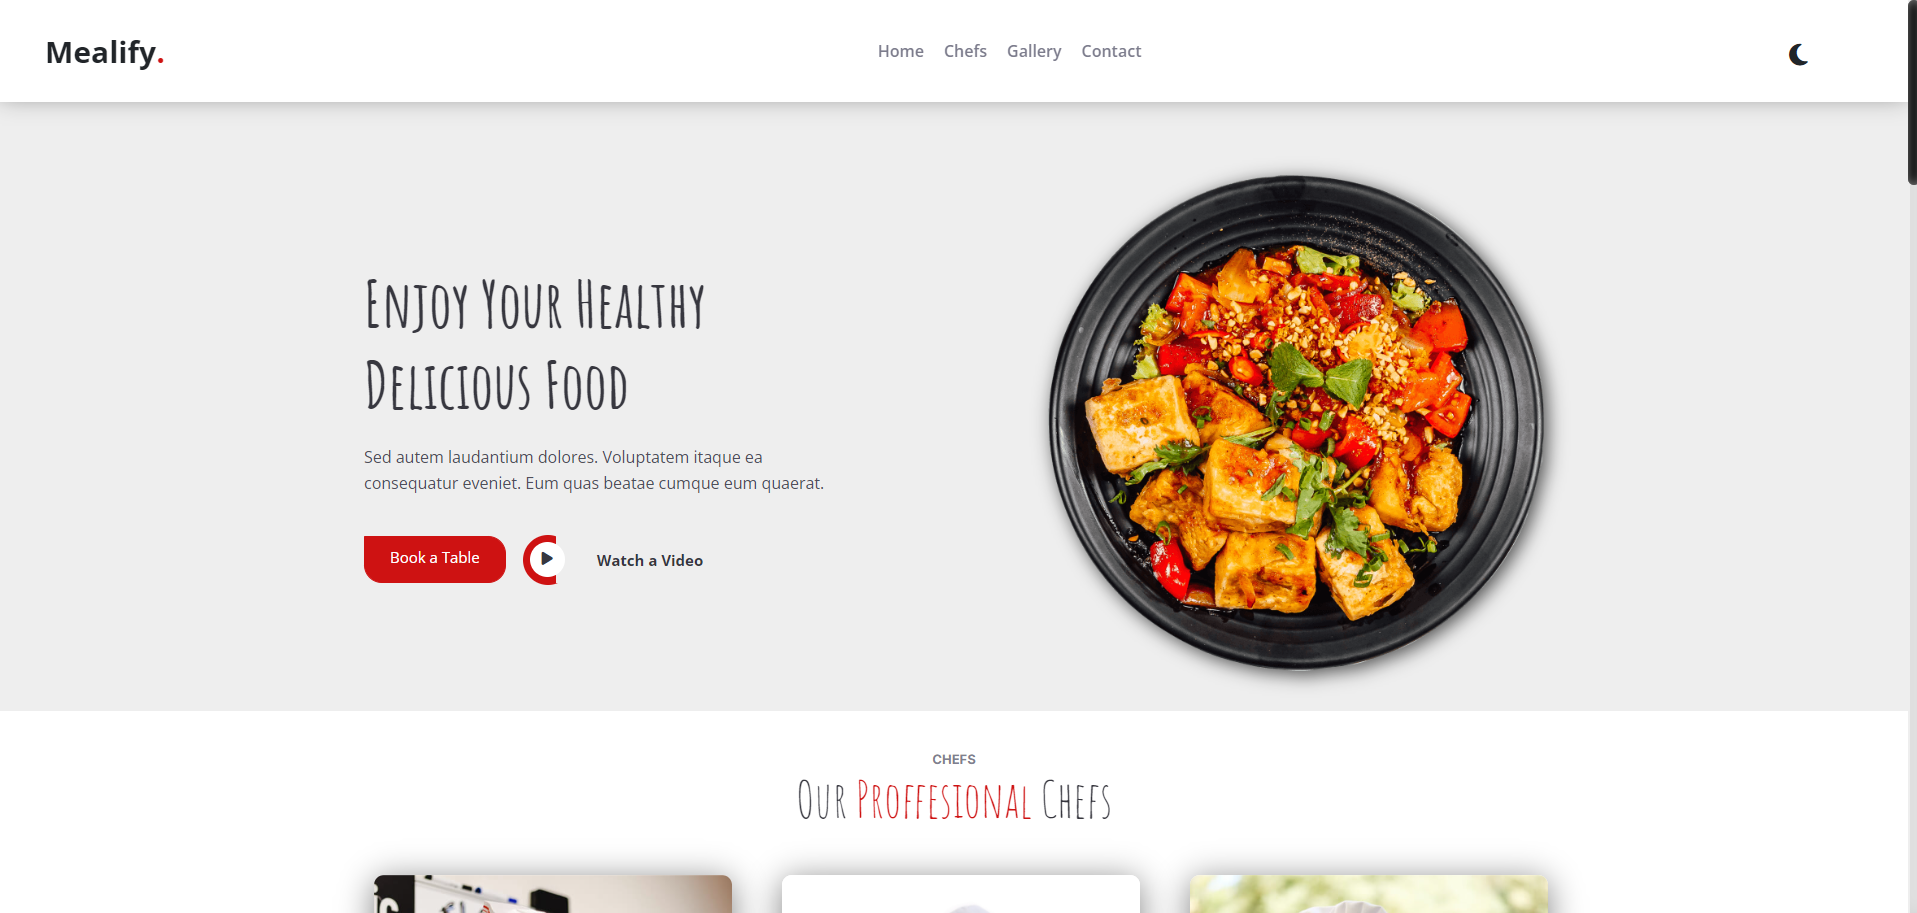 Mealify.
Home Chefs Gallery Contact
Enjoy Your Healthy
Delicious Food
Sed autem laudantium dolores. Voluptatem itaque ea
consequatur eveniet. Eum quas beatae cumque eum quaerat.
Book a Table
Watch a Video
CHEFS
Our Proffesional Chefs